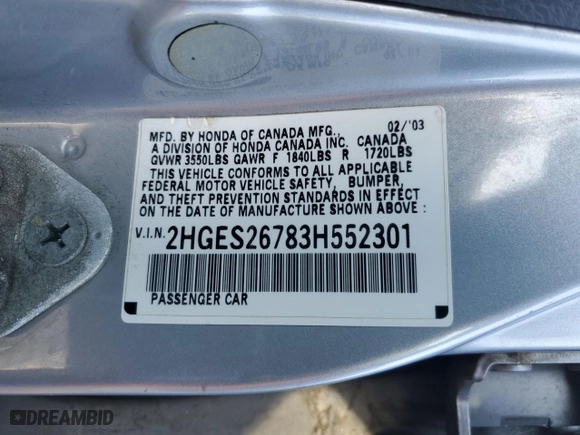 MFD. BY HONDA OF CANADA MFG., 02/'03
A DIVISION OF HONDA CANADA INC. CANADA
GVWR 3550LBS GAWR F 1840LBS R 1720LBS
THIS VEHICLE CONFORMS TO ALL APPLICABLE
FEDERAL MOTOR VEHICLE SAFETY, BUMPER,
AND THEFT PREVENTION STANDARDS IN EFFECT
ON THE DATE OF MANUFACTURE SHOWN ABOVE :
V.I.N. 2HGES26783H552301
PASSENGER CAR
DREAMBID